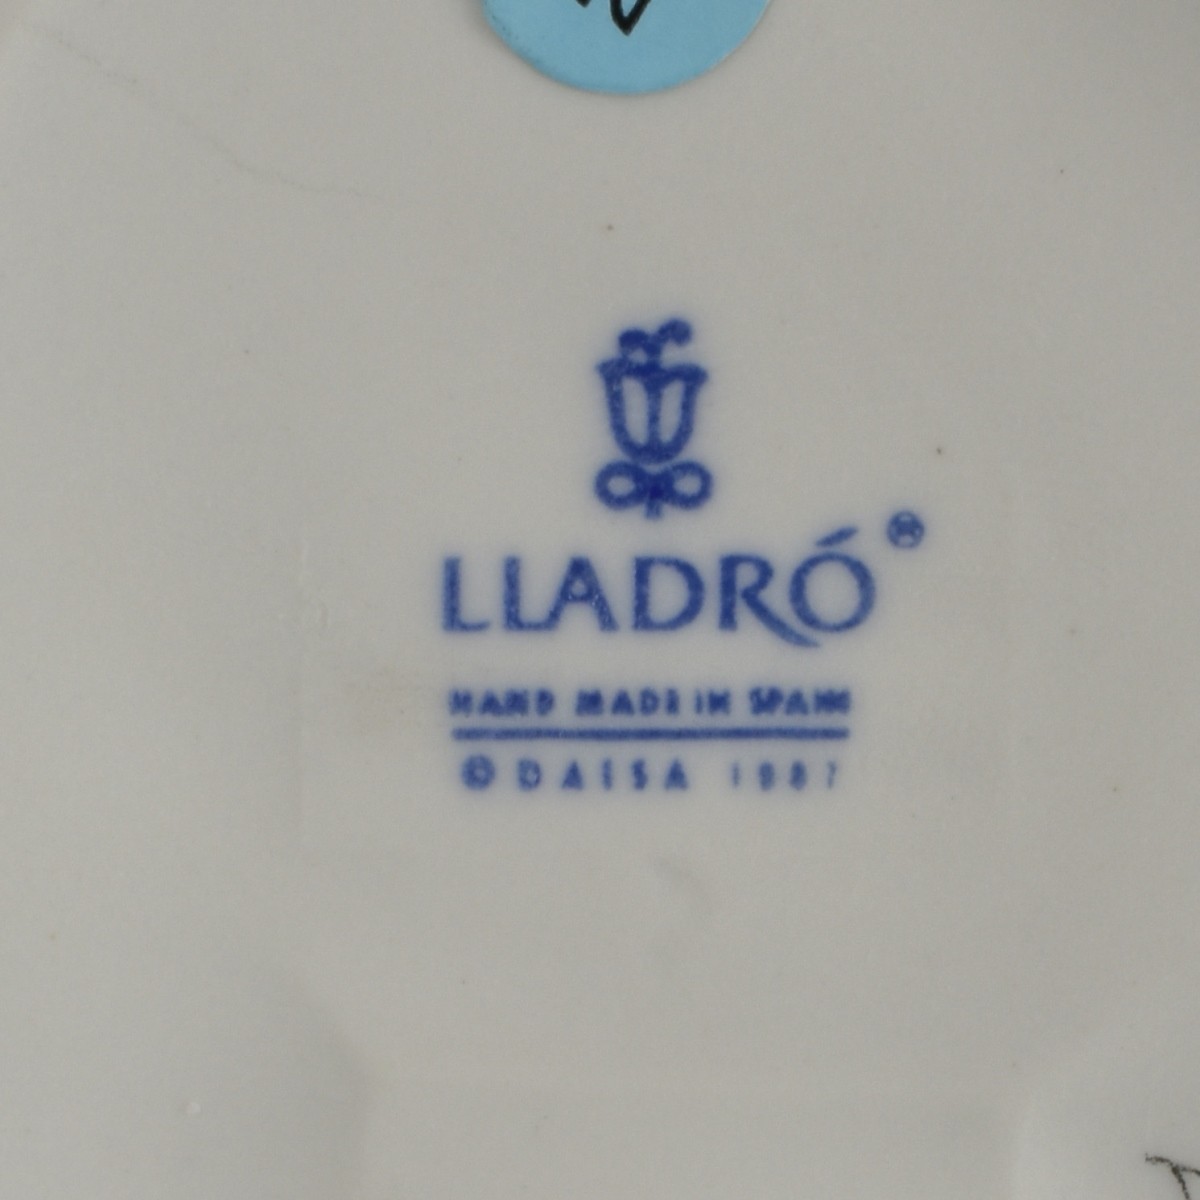 LLADRÓ®
HAND MADE IN SPAIN
© DAISA 1987